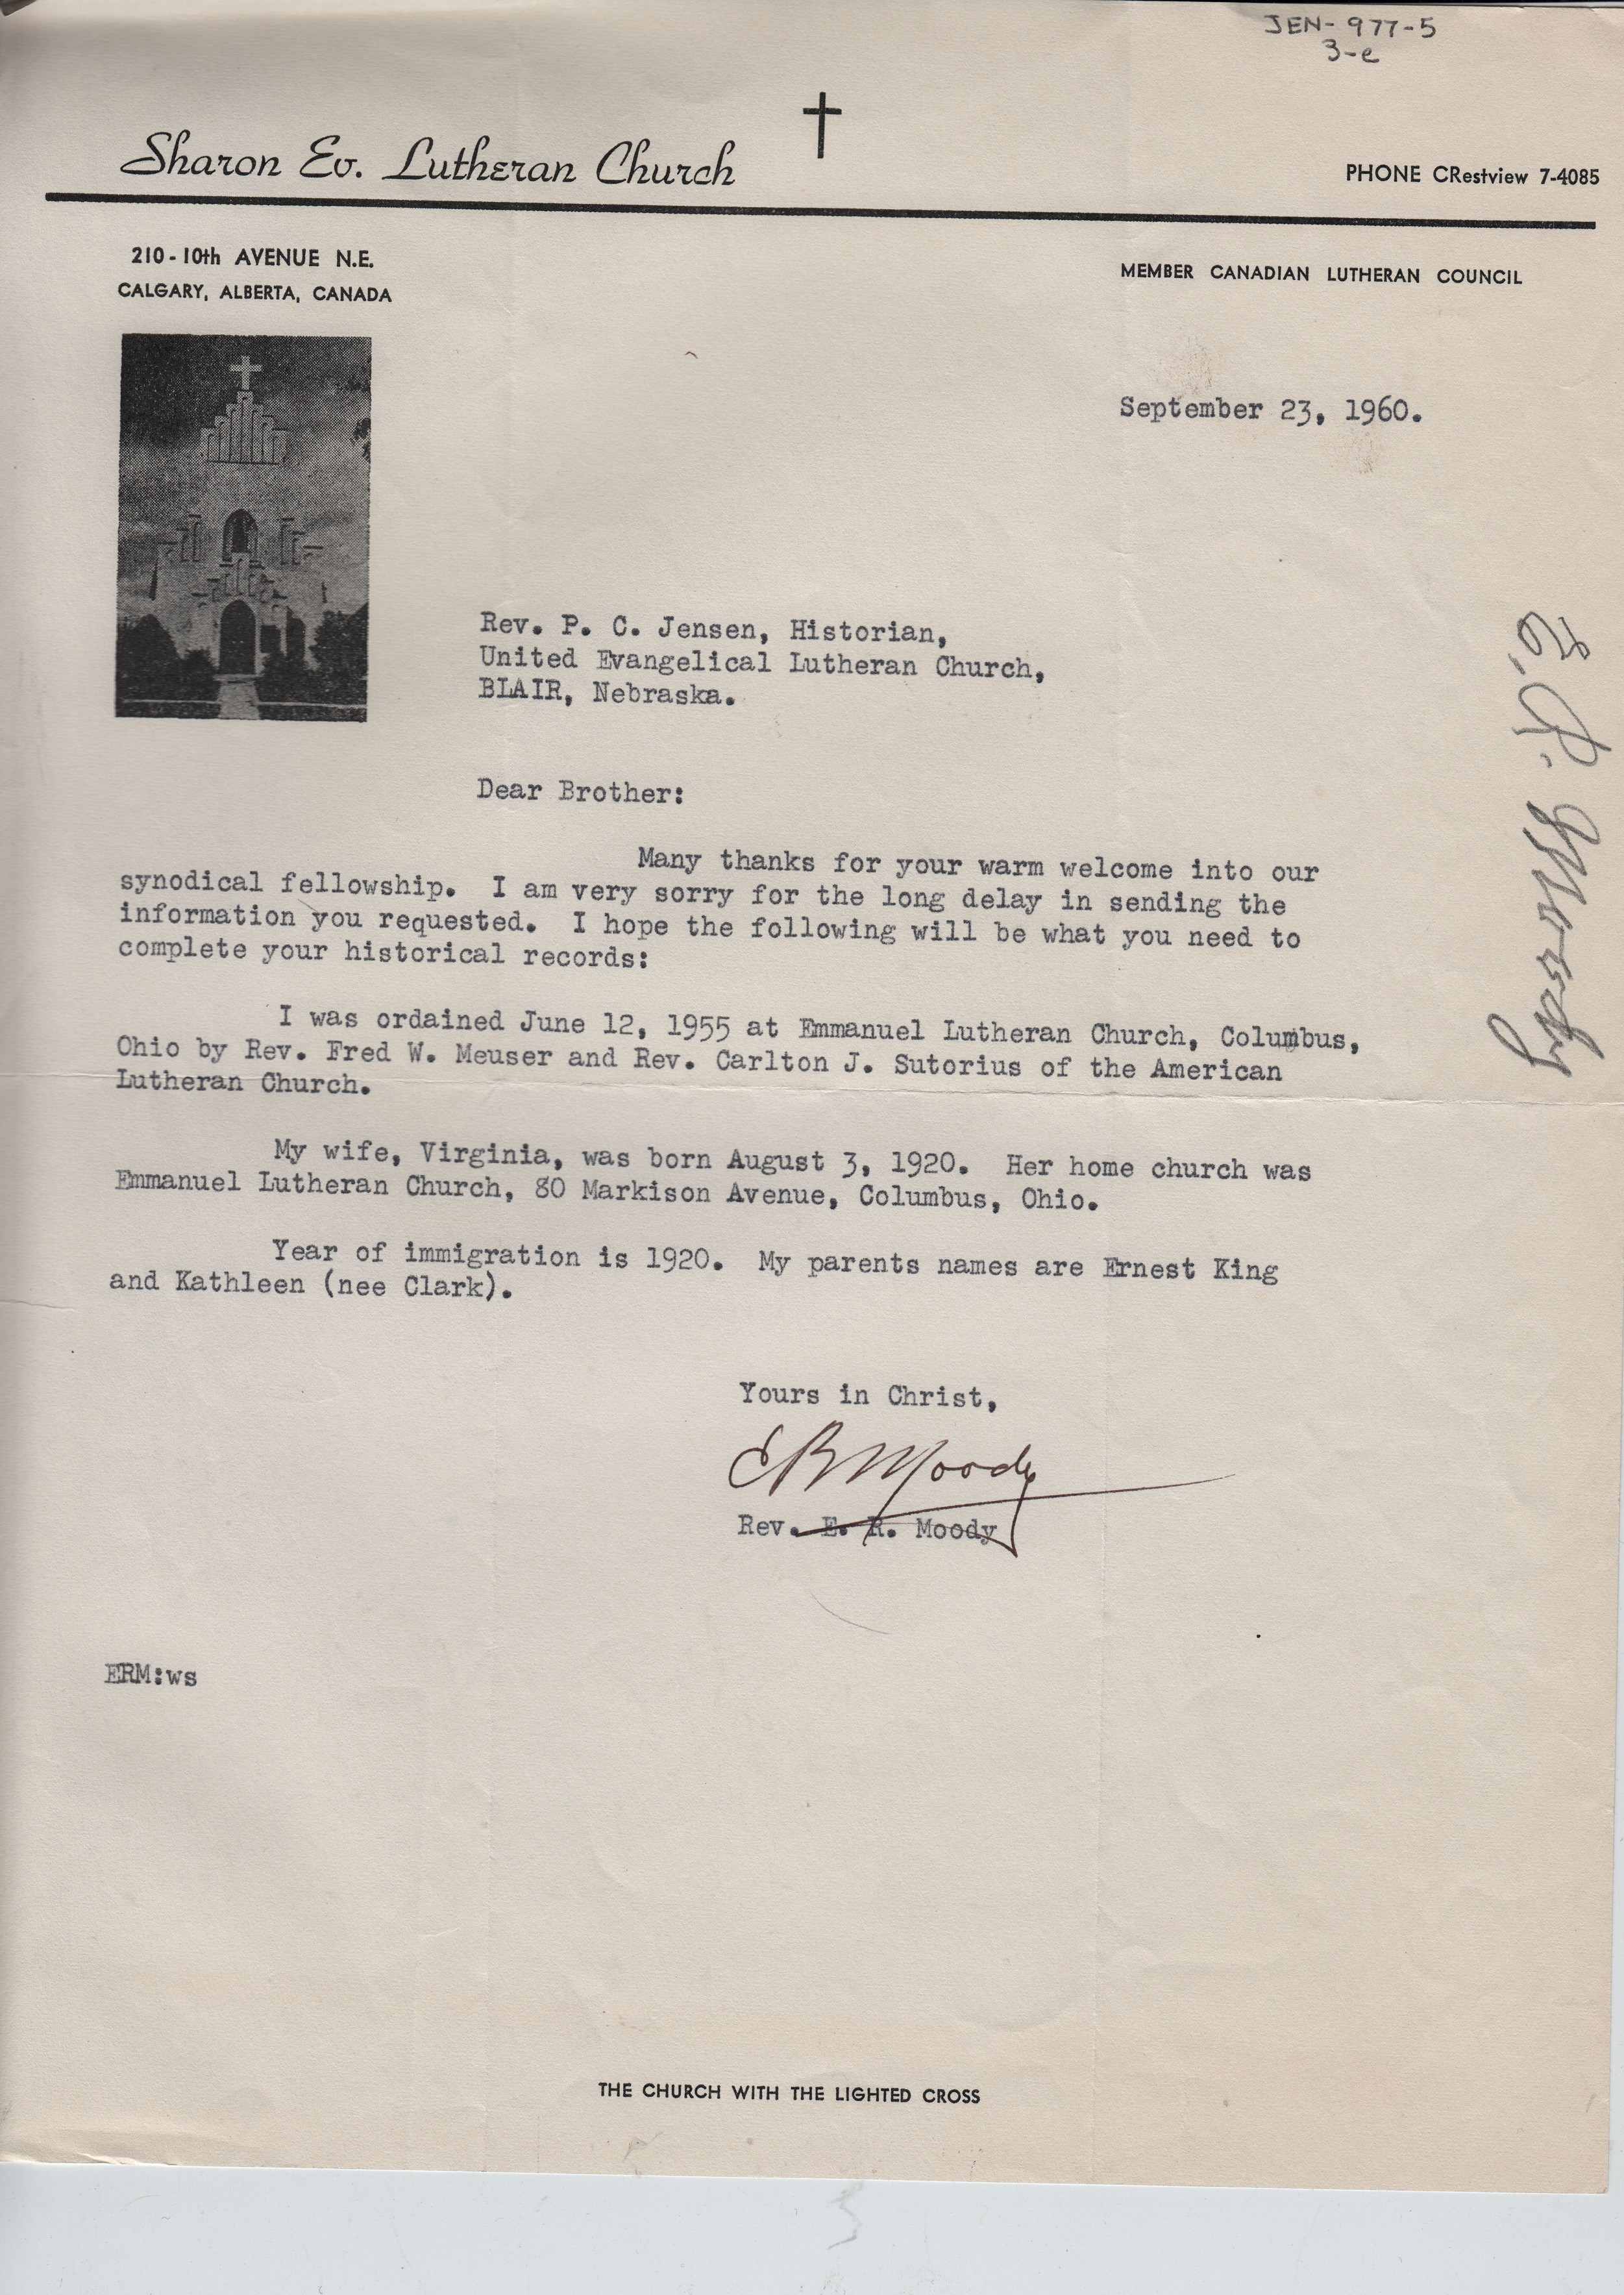 JEN-977-5
3-e
Sharon Ev. Lutheran Church
PHONE CRestview 7-4085
210-10th AVENUE N.E.
CALGARY, ALBERTA, CANADA
MEMBER CANADIAN LUTHERAN COUNCIL
September 23, 1960.
Rev. P. C. Jensen, Historian,
United Evangelical Lutheran Church,
BLAIR, Nebraska.
E. R. Moody
Dear Brother:
Many thanks for your warm welcome into our
synodical fellowship. I am very sorry for the long delay in sending the
information you requested. I hope the following will be what you need to
complete your historical records:
I was ordained June 12, 1955 at Emmanuel Lutheran Church, Columbus,
Ohio by Rev. Fred W. Meuser and Rev. Carlton J. Sutorius of the American
Lutheran Church.
My wife, Virginia, was born August 3, 1920. Her home church was
Emmanuel Lutheran Church, 80 Markison Avenue, Columbus, Ohio.
Year of immigration is 1920. My parents names are Ernest King
and Kathleen (nee Clark).
Yours in Christ,
ER Moody
Rev. E. R. Moody
ERM:ws
THE CHURCH WITH THE LIGHTED CROSS